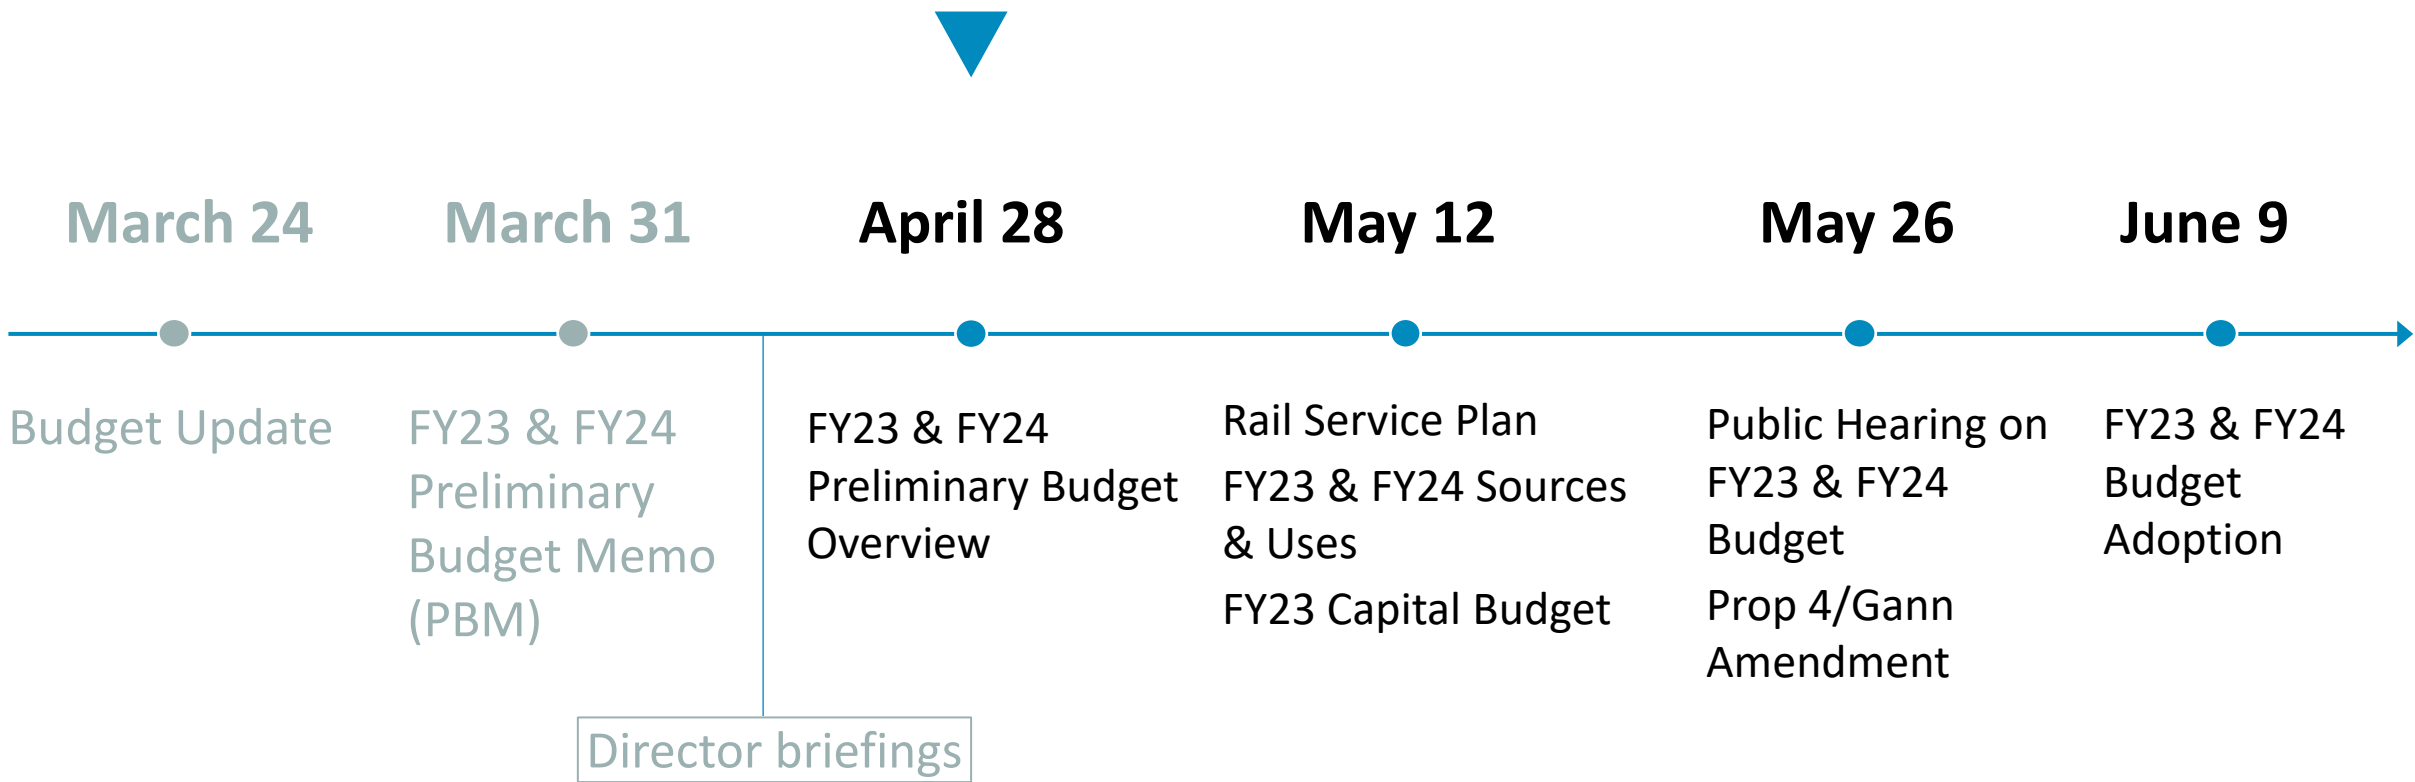 March 24
March 31
April 28
May 12
May 26
June 9
Budget Update
FY23 & FY24
Preliminary
Budget Memo
(PBM)
Director briefings
FY23 & FY24
Preliminary Budget
Overview
Rail Service Plan
FY23 & FY24 Sources
& Uses
FY23 Capital Budget
Public Hearing on
FY23 & FY24
Budget
Prop 4/Gann
Amendment
FY23 & FY24
Budget
Adoption